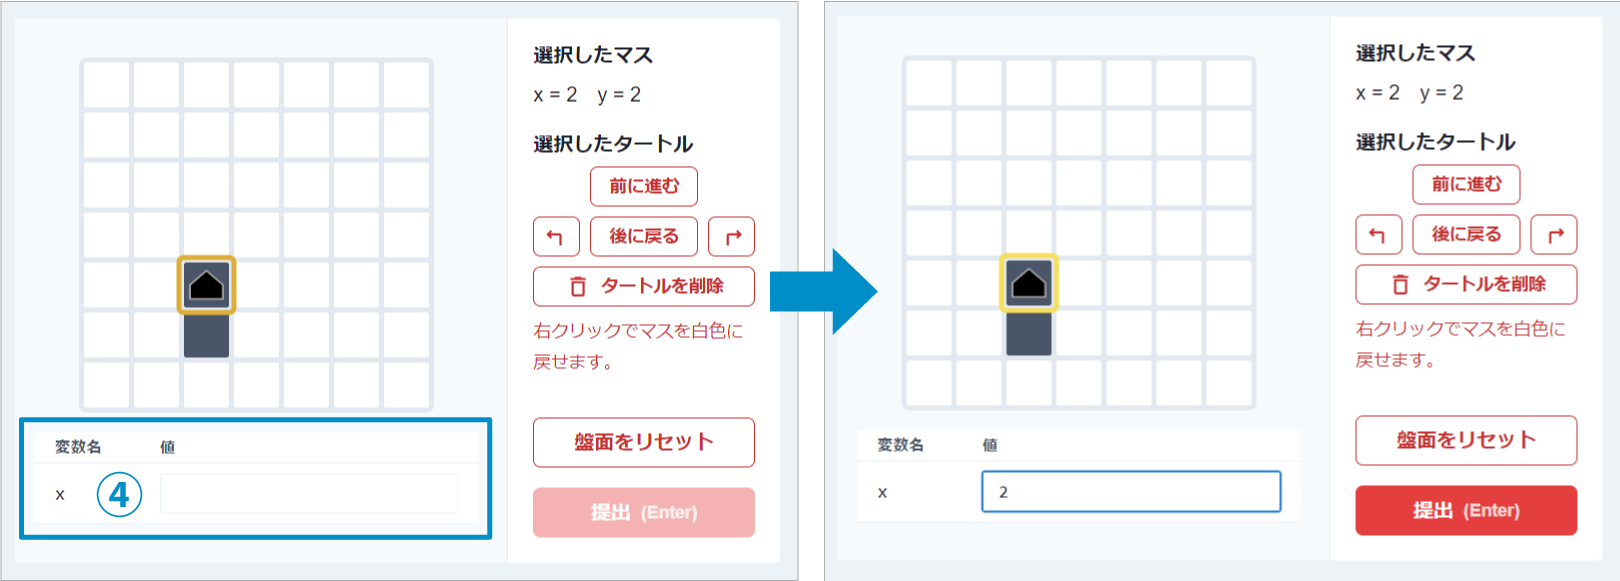 選択したマス
x = 2 y = 2
選択したタートル
前に進む
後に戻る
タートルを削除
右クリックでマスを白色に
戻せます。
盤面をリセット
提出 (Enter)
変数名 値
x ④
選択したマス
x = 2 y = 2
選択したタートル
前に進む
後に戻る
タートルを削除
右クリックでマスを白色に
戻せます。
盤面をリセット
提出 (Enter)
変数名 値
x 2